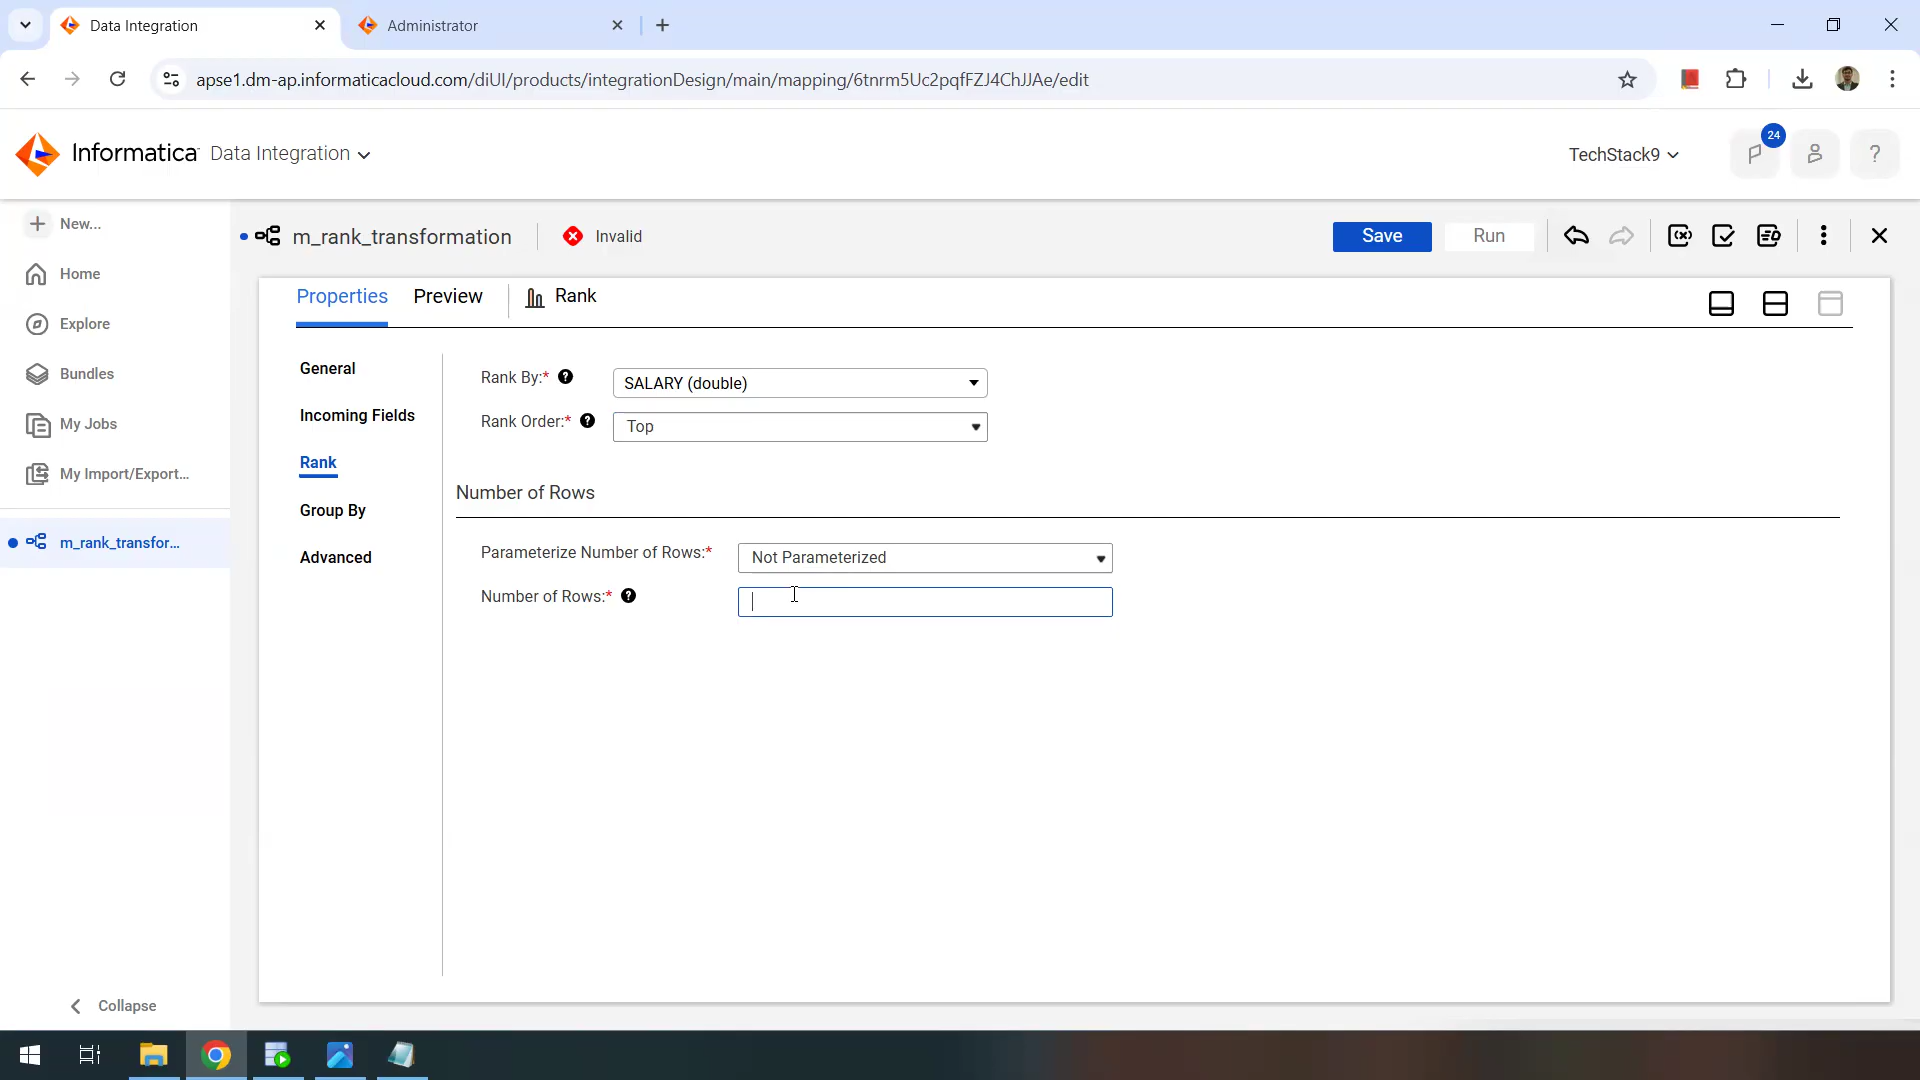 Data Integration
Administrator
apse1.dm-ap.informaticacloud.com/diUI/products/integrationDesign/main/mapping/6tnrm5Uc2pqfFZJ4ChJJAe/edit
Informatica Data Integration
TechStack9
24
?
New...
m_rank_transformation
Invalid
Save
Run
Home
Explore
Bundles
My Jobs
My Import/Export...
m_rank_transfor...
Collapse
Properties
Preview
Rank
General
Incoming Fields
Rank
Group By
Advanced
Rank By:* ?
SALARY (double)
Rank Order:* ?
Top
Number of Rows
Parameterize Number of Rows:*
Not Parameterized
Number of Rows:* ?